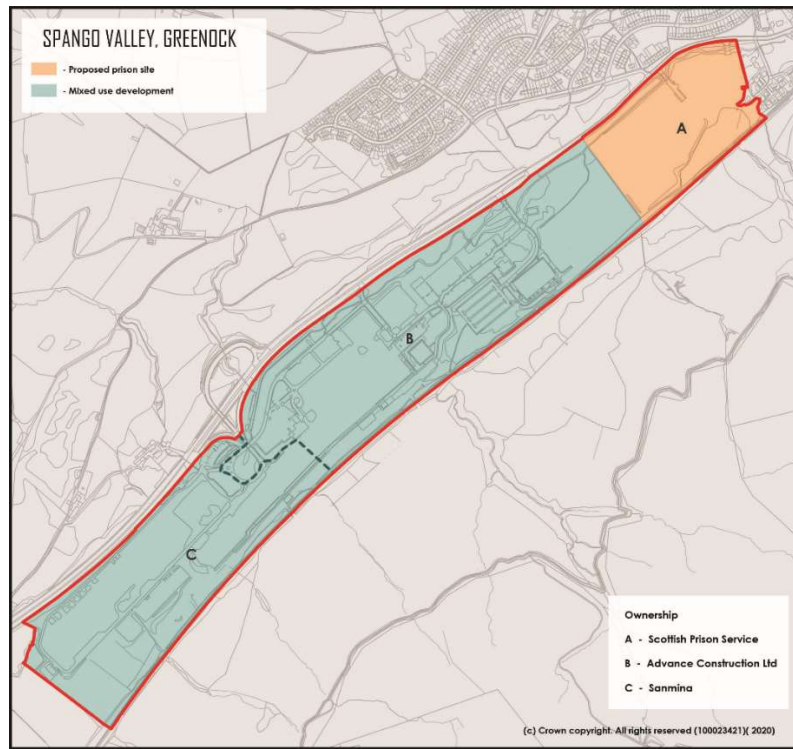 SPANGO VALLEY, GREENOCK
- Proposed prison site
- Mixed use development
A
B
C
Ownership
A - Scottish Prison Service
B - Advance Construction Ltd
C - Sanmina
(c) Crown copyright. All rights reserved (100023421)( 2020)